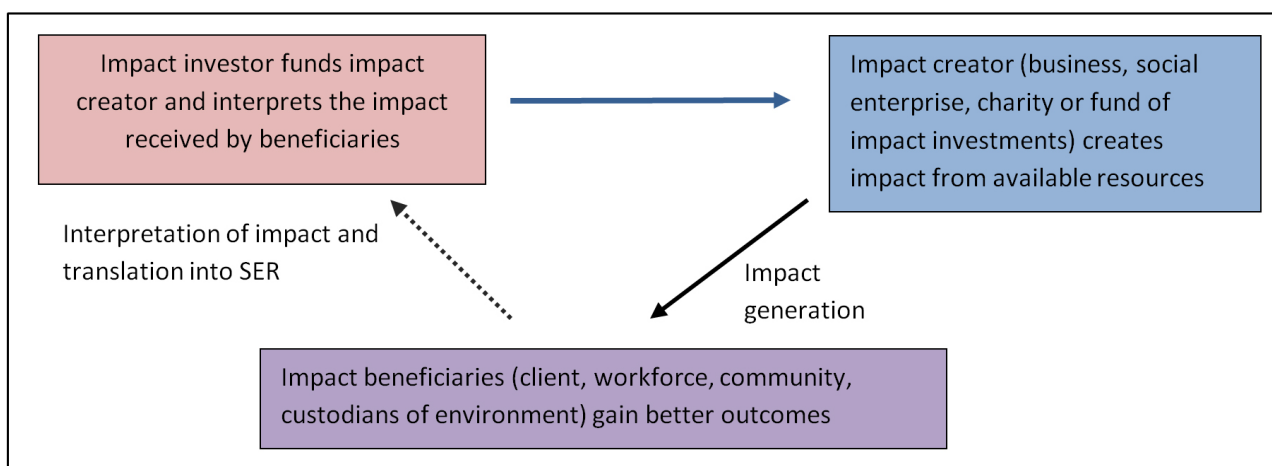 Impact investor funds impact
creator and interprets the impact
received by beneficiaries
Impact creator (business, social
enterprise, charity or fund of
impact investments) creates
impact from available resources
Interpretation of impact and
translation into SER
Impact
generation
Impact beneficiaries (client, workforce, community,
custodians of environment) gain better outcomes